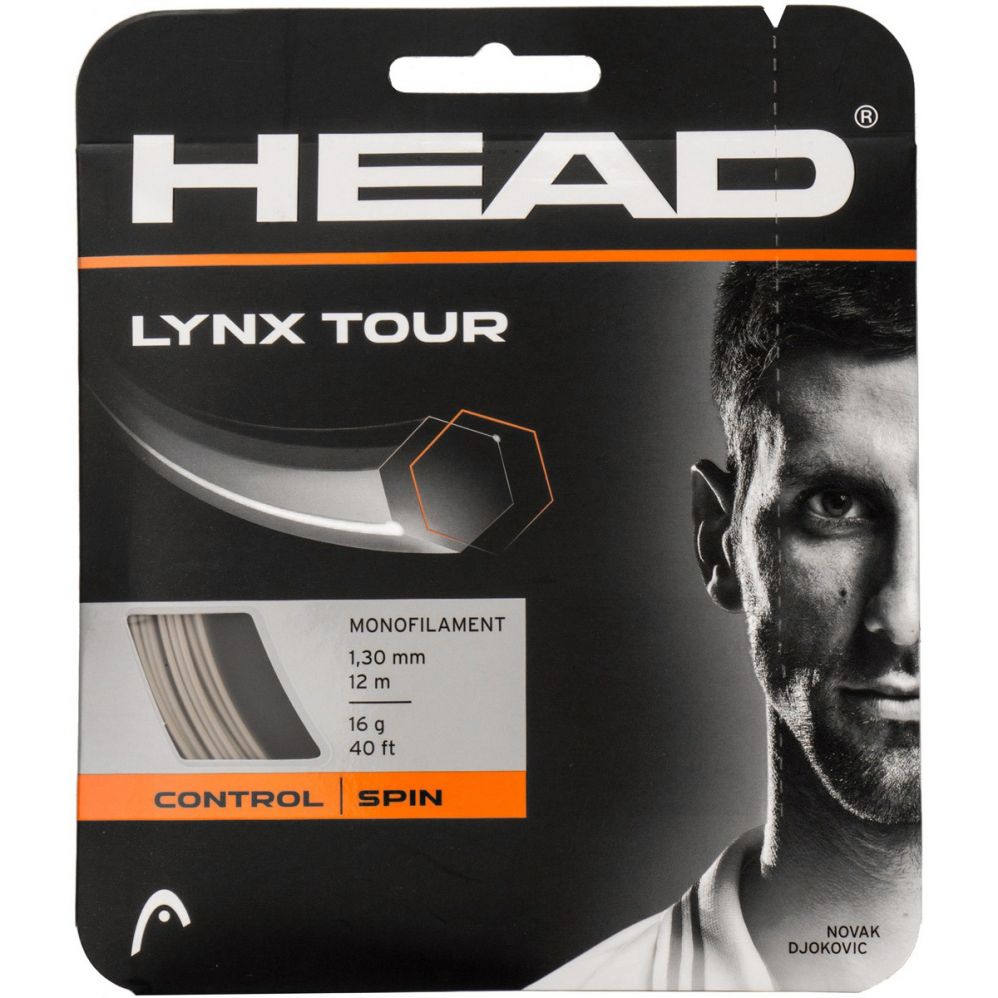 HEAD®
LYNX TOUR
MONOFILAMENT
1,30 mm
12 m
16 g
40 ft
CONTROL | SPIN
NOVAK
DJOKOVIC